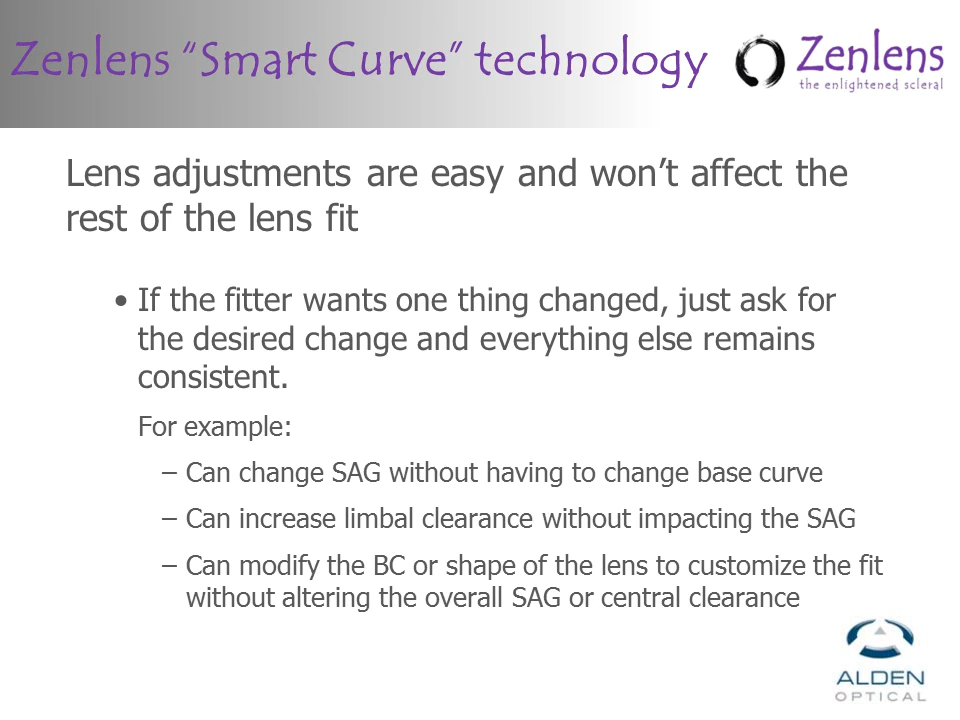 Zenlens “Smart Curve” technology
Zenlens
the enlightened scleral
Lens adjustments are easy and won’t affect the
rest of the lens fit
• If the fitter wants one thing changed, just ask for
the desired change and everything else remains
consistent.
For example:
– Can change SAG without having to change base curve
– Can increase limbal clearance without impacting the SAG
– Can modify the BC or shape of the lens to customize the fit
without altering the overall SAG or central clearance
ALDEN
OPTICAL